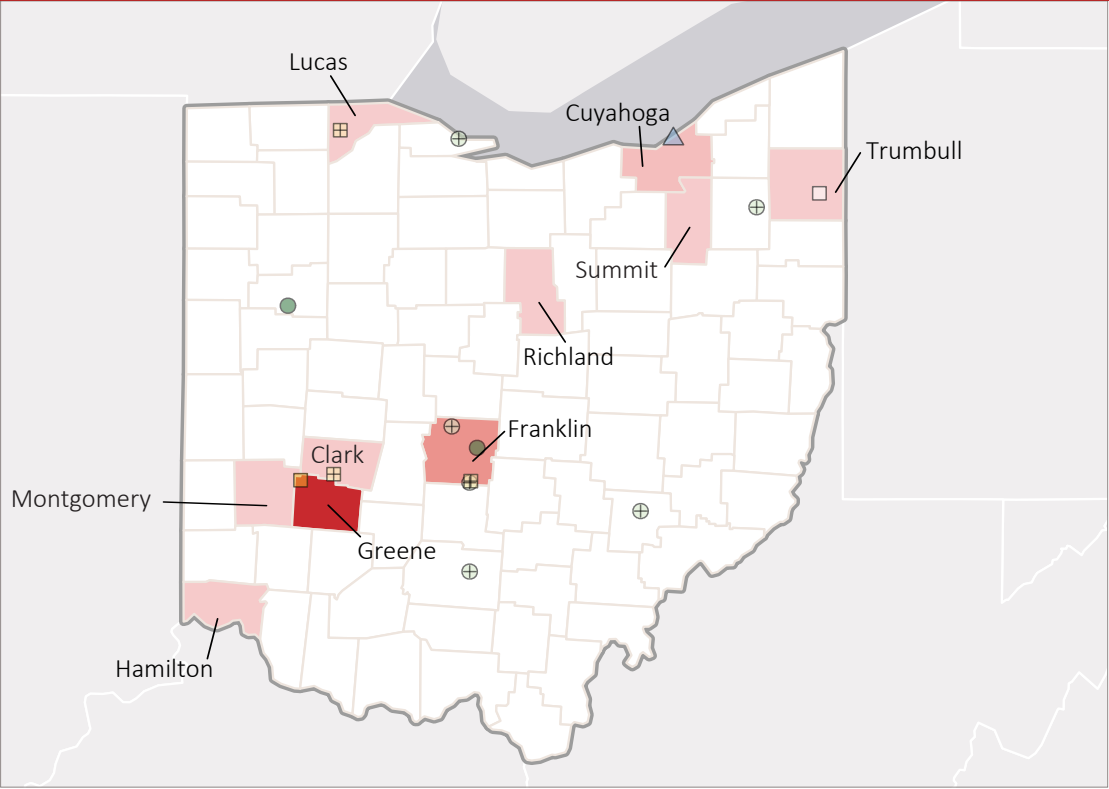 Lucas
Cuyahoga
Trumbull
Summit
Richland
Franklin
Clark
Montgomery
Greene
Hamilton